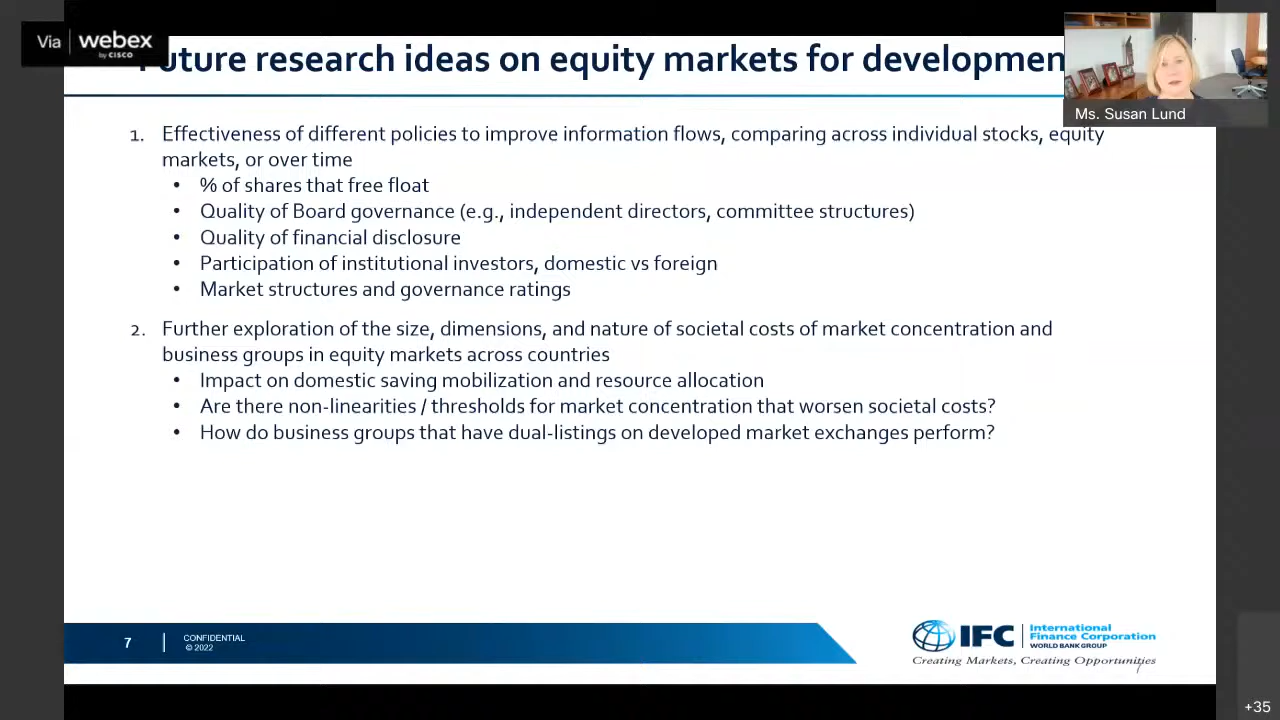 Via webex
by CISCO
Future research ideas on equity markets for developmen
Ms. Susan Lund
1. Effectiveness of different policies to improve information flows, comparing across individual stocks, equity
markets, or over time
• % of shares that free float
• Quality of Board governance (e.g., independent directors, committee structures)
• Quality of financial disclosure
• Participation of institutional investors, domestic vs foreign
• Market structures and governance ratings
2. Further exploration of the size, dimensions, and nature of societal costs of market concentration and
business groups in equity markets across countries
• Impact on domestic saving mobilization and resource allocation
• Are there non-linearities / thresholds for market concentration that worsen societal costs?
• How do business groups that have dual-listings on developed market exchanges perform?
7
CONFIDENTIAL
© 2022
IFC
International
Finance Corporation
WORLD BANK GROUP
Creating Markets, Creating Opportunities
7
+35